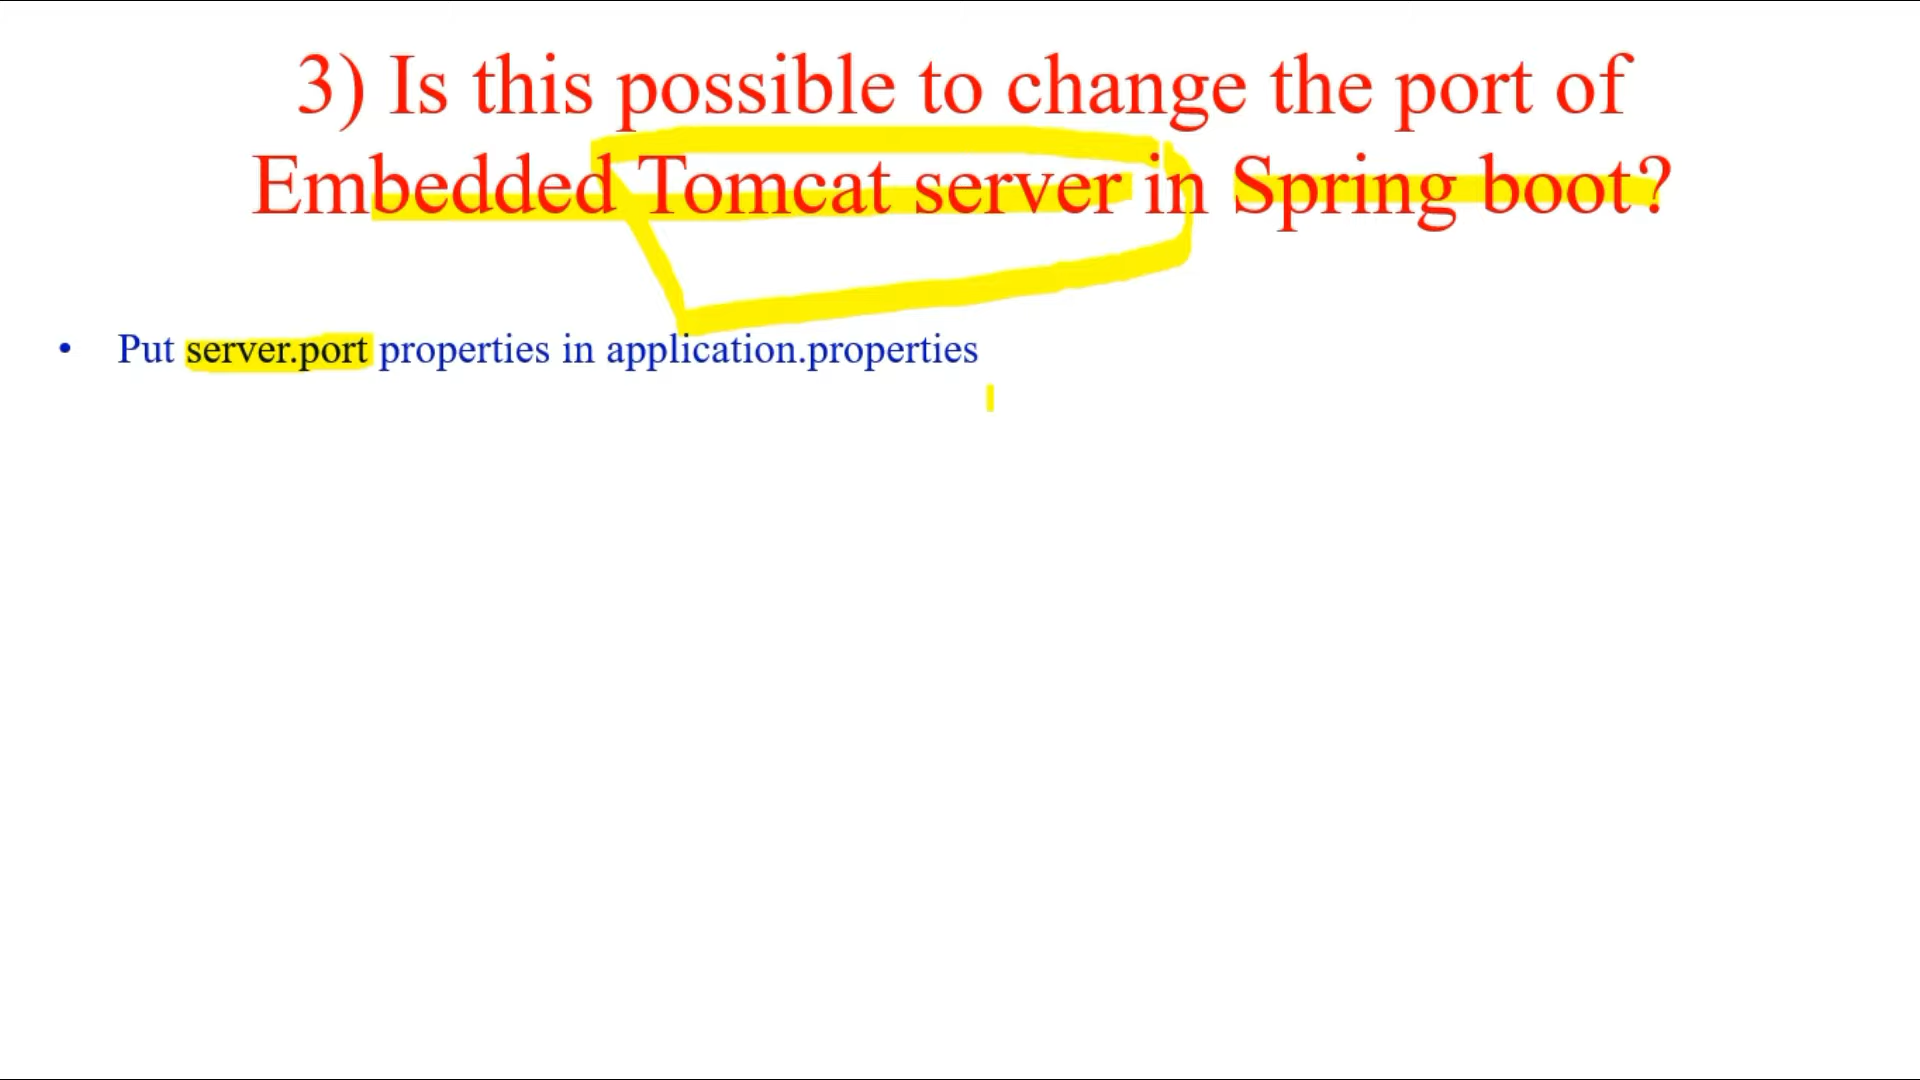 3) Is this possible to change the port of
Embedded Tomcat server in Spring boot?
• Put server.port properties in application.properties